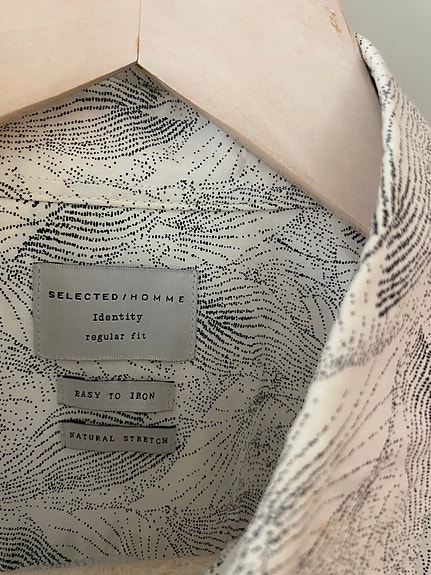 SELECTED/HOMME
Identity
regular fit
EASY TO IRON
NATURAL STRETCH